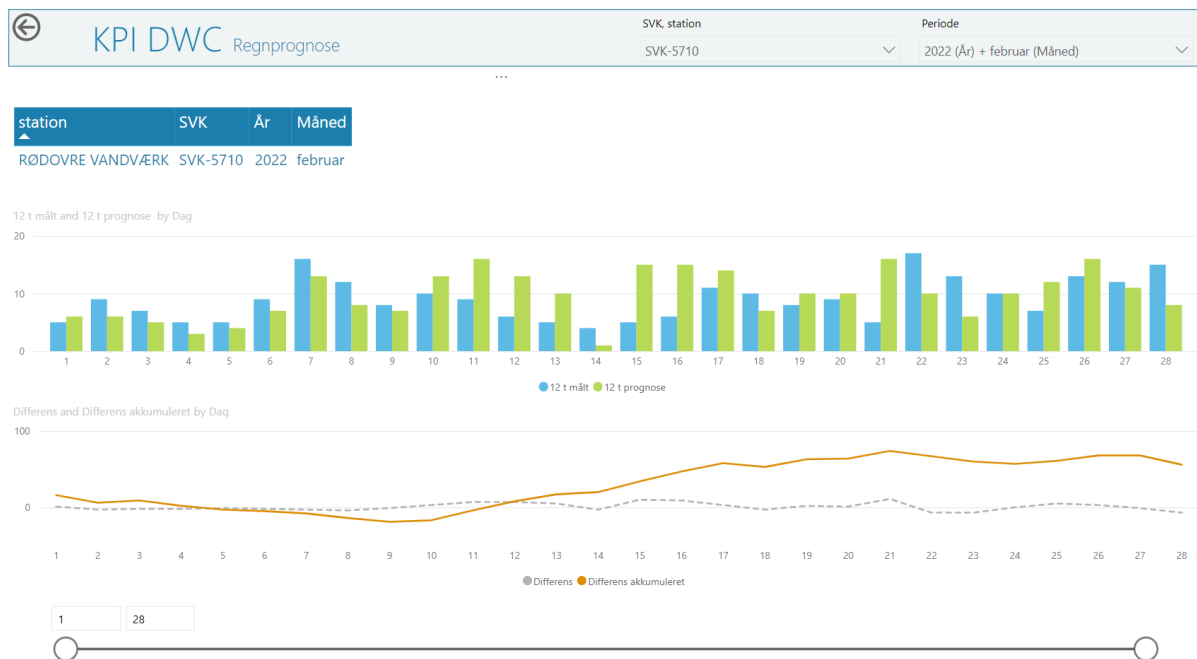 KPI DWC Regnprognose
SVK, station
SVK-5710
Periode
2022 (År) + februar (Måned)
...
station SVK År Måned
RØDOVRE VANDVÆRK SVK-5710 2022 februar
12 t målt and 12 t prognose by Dag
20
10
0
1 2 3 4 5 6 7 8 9 10 11 12 13 14 15 16 17 18 19 20 21 22 23 24 25 26 27 28
12 t målt 12 t prognose
Differens and Differens akkumuleret by Dag
100
0
1 2 3 4 5 6 7 8 9 10 11 12 13 14 15 16 17 18 19 20 21 22 23 24 25 26 27 28
Differens Differens akkumuleret
1 28